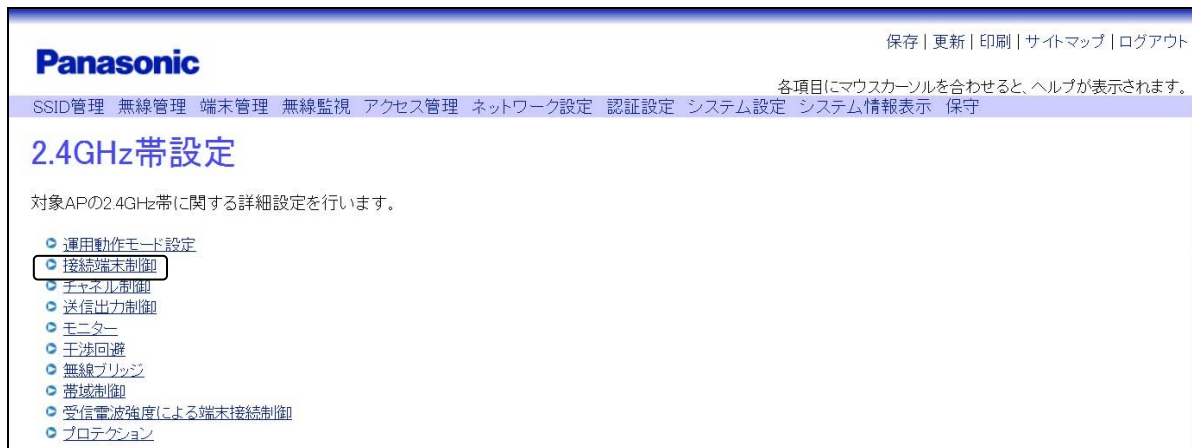 保存 | 更新 | 印刷 | サイトマップ | ログアウト
Panasonic
各項目にマウスカーソルを合わせると、ヘルプが表示されます。
SSID管理 無線管理 端末管理 無線監視 アクセス管理 ネットワーク設定 認証設定 システム設定 システム情報表示 保守
2.4GHz帯設定
対象APの2.4GHz帯に関する詳細設定を行います。
運用動作モード設定
接続端末制御
チャネル制御
送信出力制御
モニター
干渉回避
無線ブリッジ
帯域制御
受信電波強度による端末接続制御
プロテクション